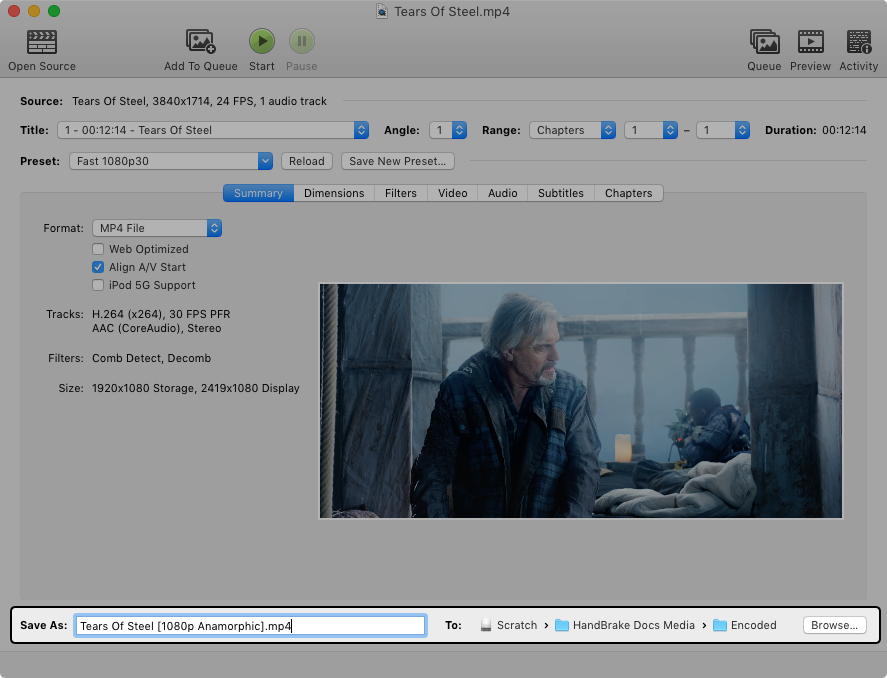 Tears Of Steel.mp4
Open Source Add To Queue Start Pause Queue Preview Activity
Source: Tears Of Steel, 3840x1714, 24 FPS, 1 audio track
Title: 1 - 00:12:14 - Tears Of Steel Angle: 1 Range: Chapters 1 – 1 Duration: 00:12:14
Preset: Fast 1080p30 Reload Save New Preset...
Summary Dimensions Filters Video Audio Subtitles Chapters
Format: MP4 File
Web Optimized
Align A/V Start
iPod 5G Support
Tracks: H.264 (x264), 30 FPS PFR
AAC (CoreAudio), Stereo
Filters: Comb Detect, Decomb
Size: 1920x1080 Storage, 2419x1080 Display
Save As: Tears Of Steel [1080p Anamorphic].mp4 To: Scratch › HandBrake Docs Media › Encoded Browse...